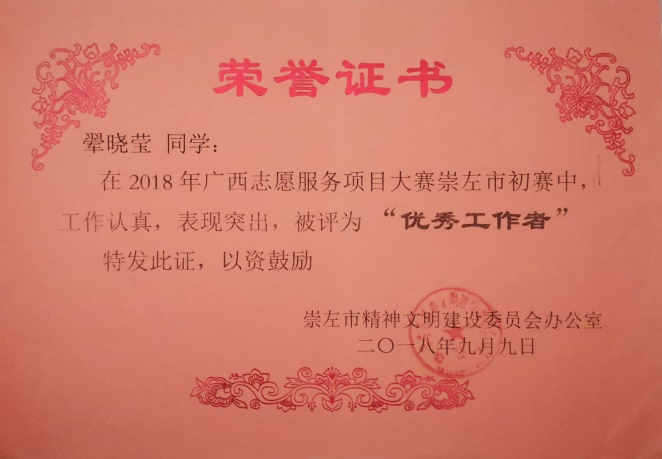 荣誉证书
翚晓莹 同学：
在2018年广西志愿服务项目大赛崇左市初赛中，
工作认真，表现突出，被评为“优秀工作者”
特发此证，以资鼓励
崇左市精神文明建设委员会办公室
二〇一八年九月九日